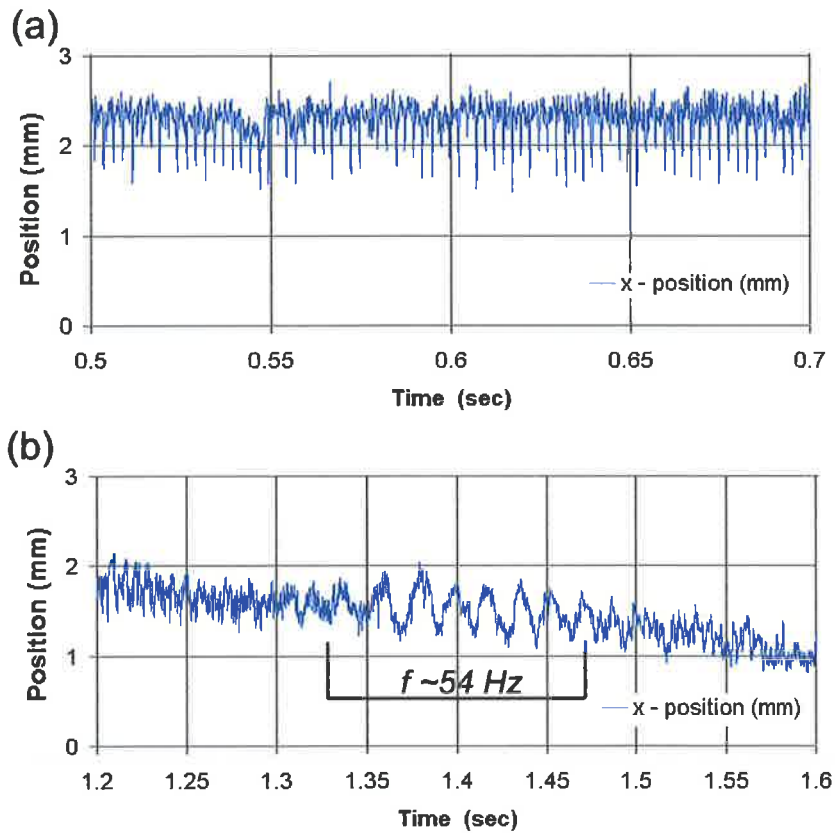 (a)
3
2
1
0
Position (mm)
x - position (mm)
0.5 0.55 0.6 0.65 0.7
Time (sec)
(b)
3
2
1
0
Position (mm)
f ~54 Hz
x - position (mm)
1.2 1.25 1.3 1.35 1.4 1.45 1.5 1.55 1.6
Time (sec)